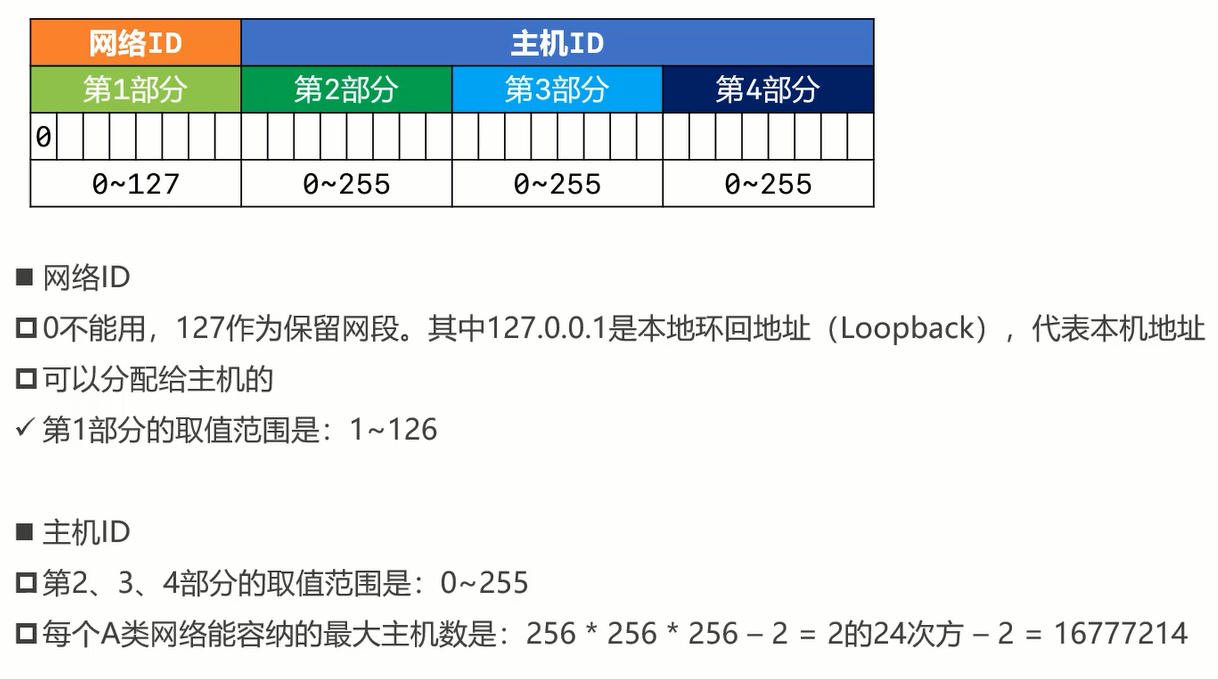 网络ID 主机ID
第1部分 第2部分 第3部分 第4部分
0
0~127 0~255 0~255 0~255
■ 网络ID
0不能用，127作为保留网段。其中127.0.0.1是本地环回地址（Loopback），代表本机地址
可以分配给主机的
✓ 第1部分的取值范围是：1~126
■ 主机ID
第2、3、4部分的取值范围是：0~255
每个A类网络能容纳的最大主机数是：256 * 256 * 256 – 2 = 2的24次方 – 2 = 16777214